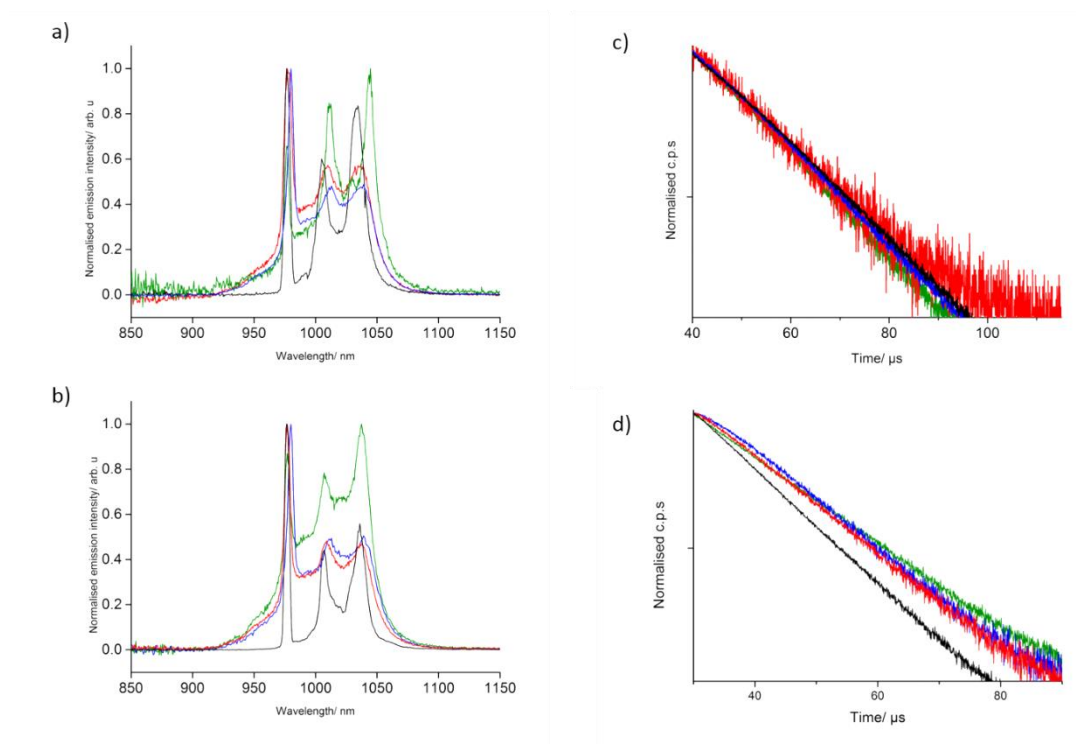 a)
Normalised emission intensity/ arb. u
1.0
0.8
0.6
0.4
0.2
0.0
850 900 950 1000 1050 1100 1150
Wavelength/ nm
b)
Normalised emission intensity/ arb. u
1.0
0.8
0.6
0.4
0.2
0.0
850 900 950 1000 1050 1100 1150
Wavelength/ nm
c)
Normalised c.p.s
40 60 80 100
Time/ µs
d)
Normalised c.p.s
40 60 80
Time/ µs